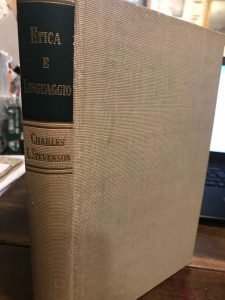 ETICA
E
LINGUAGGIO
CHARLES
L. STEVENSON